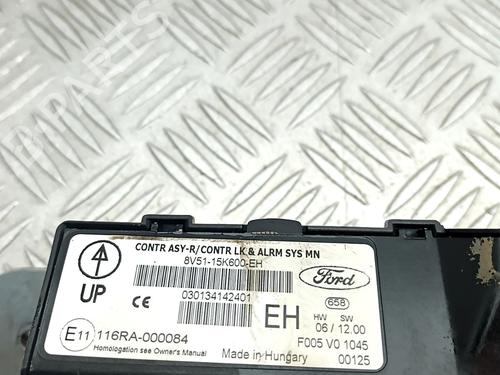 CONTR ASY-R/CONTR LK & ALRM SYS MN
8V51-15K600-EH
UP
CE
030134142401
EH
Ford
658
HW SW
06 / 12.00
E11 116RA-000084
Homologation see Owner's Manual
Made in Hungary
F005 V0 1045
00125